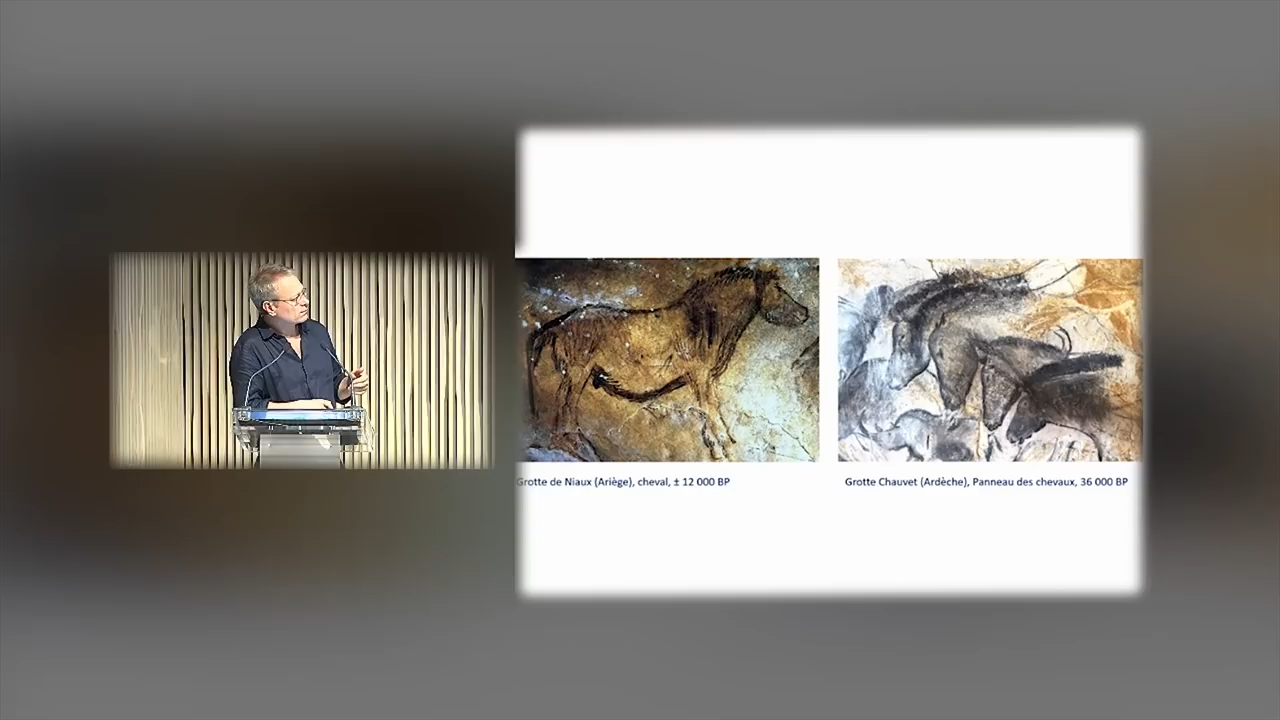 Grotte de Niaux (Ariège), cheval, ± 12 000 BP
Grotte Chauvet (Ardèche), Panneau des chevaux, 36 000 BP